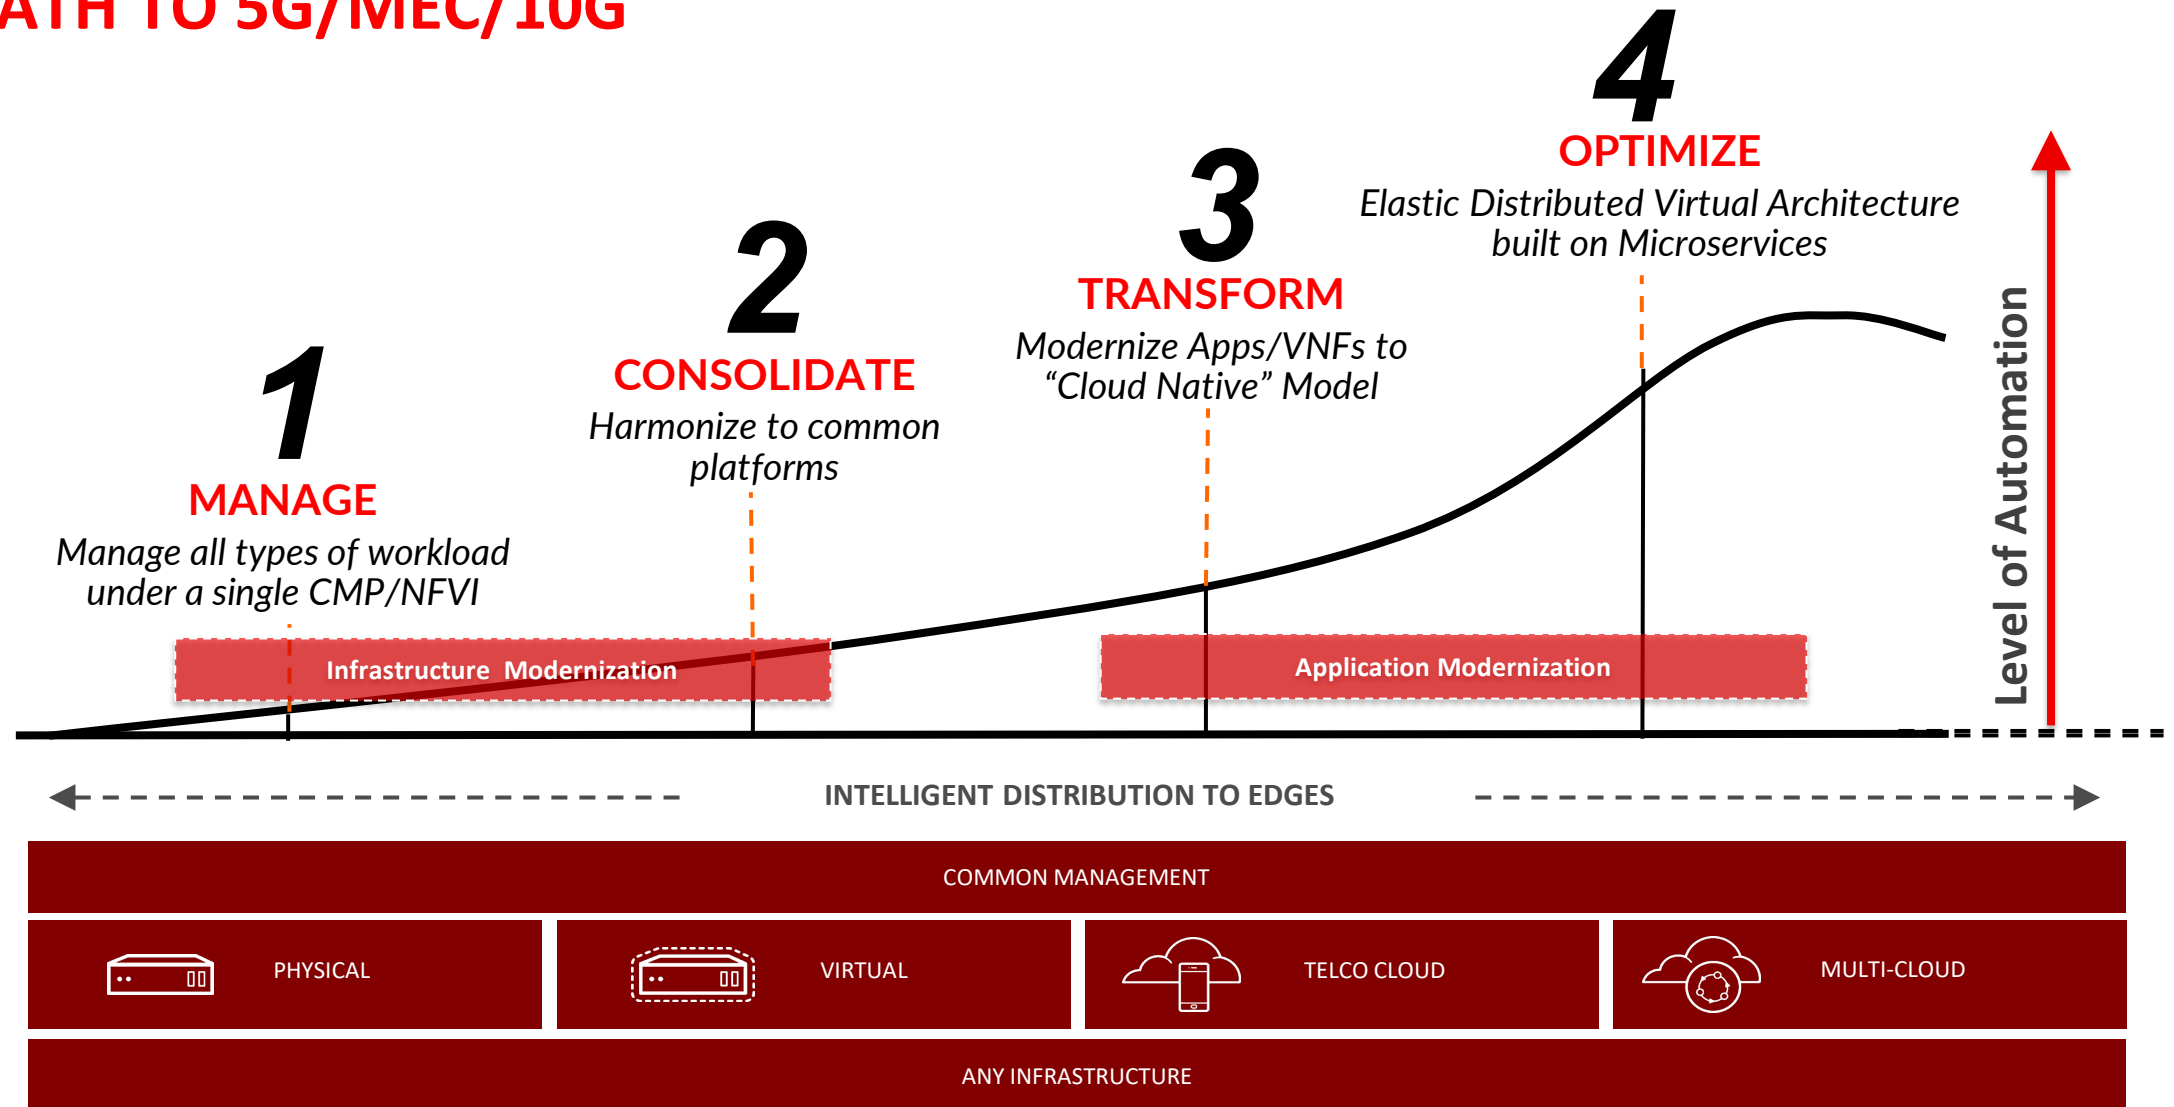 ATH TO 5G/MEC/10G
4
OPTIMIZE
Elastic Distributed Virtual Architecture
built on Microservices
3
TRANSFORM
Modernize Apps/VNFs to
“Cloud Native” Model
2
CONSOLIDATE
Harmonize to common
platforms
1
MANAGE
Manage all types of workload
under a single CMP/NFVI
Infrastructure Modernization
Application Modernization
Level of Automation
INTELLIGENT DISTRIBUTION TO EDGES
COMMON MANAGEMENT
PHYSICAL
VIRTUAL
TELCO CLOUD
MULTI-CLOUD
ANY INFRASTRUCTURE